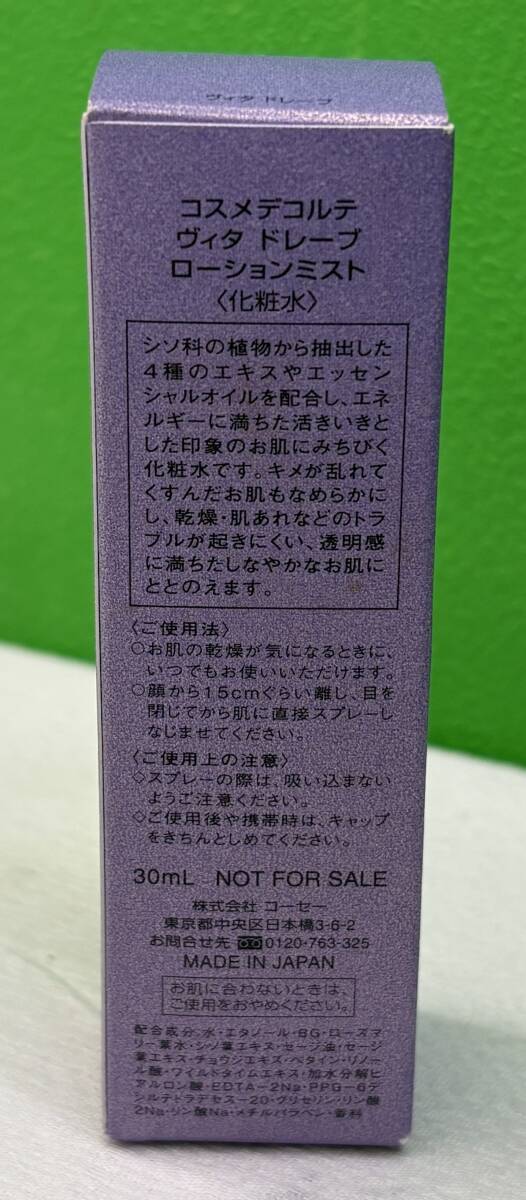 ヴィタ ドレーブ
コスメデコルテ
ヴィタ ドレーブ
ローションミスト
〈化粧水〉
シソ科の植物から抽出した
4種のエキスやエッセン
シャルオイルを配合し、エネ
ルギーに満ちた活きいきと
した印象のお肌にみちびく
化粧水です。キメが乱れて
くすんだお肌もなめらかに
し、乾燥・肌あれなどのトラ
ブルが起きにくい、透明感
に満ちたしなやかなお肌に
ととのえます。
〈ご使用法〉
○お肌の乾燥が気になるときに、
いつでもお使いいただけます。
○顔から15cmぐらい離し、目を
閉じてから肌に直接スプレーし
なじませてください。
〈ご使用上の注意〉
◇スプレーの際は、吸い込まない
ようご注意ください。
◇ご使用後や携帯時は、キャップ
をきちんとしめてください。
30mL NOT FOR SALE
株式会社 コーセー
東京都中央区日本橋3-6-2
お問合せ先 0120-763-325
MADE IN JAPAN
お肌に合わないときは、
ご使用をおやめください。
配合成分:水・エタノール・BG・ローズマ
リー葉水・シソ葉エキス・セージ油・セージ
葉エキス・チョウジエキス・ベタイン・リノー
ル酸・ワイルドタイムエキス・加水分解ヒ
アルロン酸・EDTA-2Na・PPG-6デ
シルテトラデセス-20・グリセリン・リン酸
2Na・リン酸Na・メチルパラベン・香料